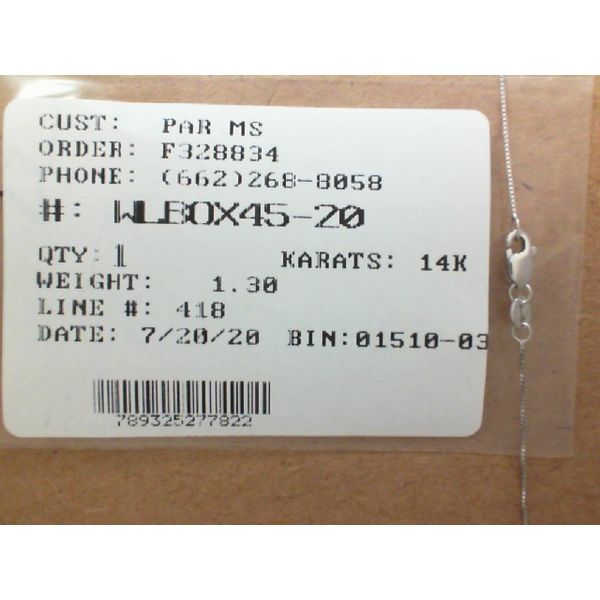 CUST: PAR MS
ORDER: F328834
PHONE: (662)268-8058
#: WLBOX45-20
QTY: 1 KARATS: 14K
WEIGHT: 1.30
LINE #: 418
DATE: 7/20/20 BIN:01510-03
789325277822